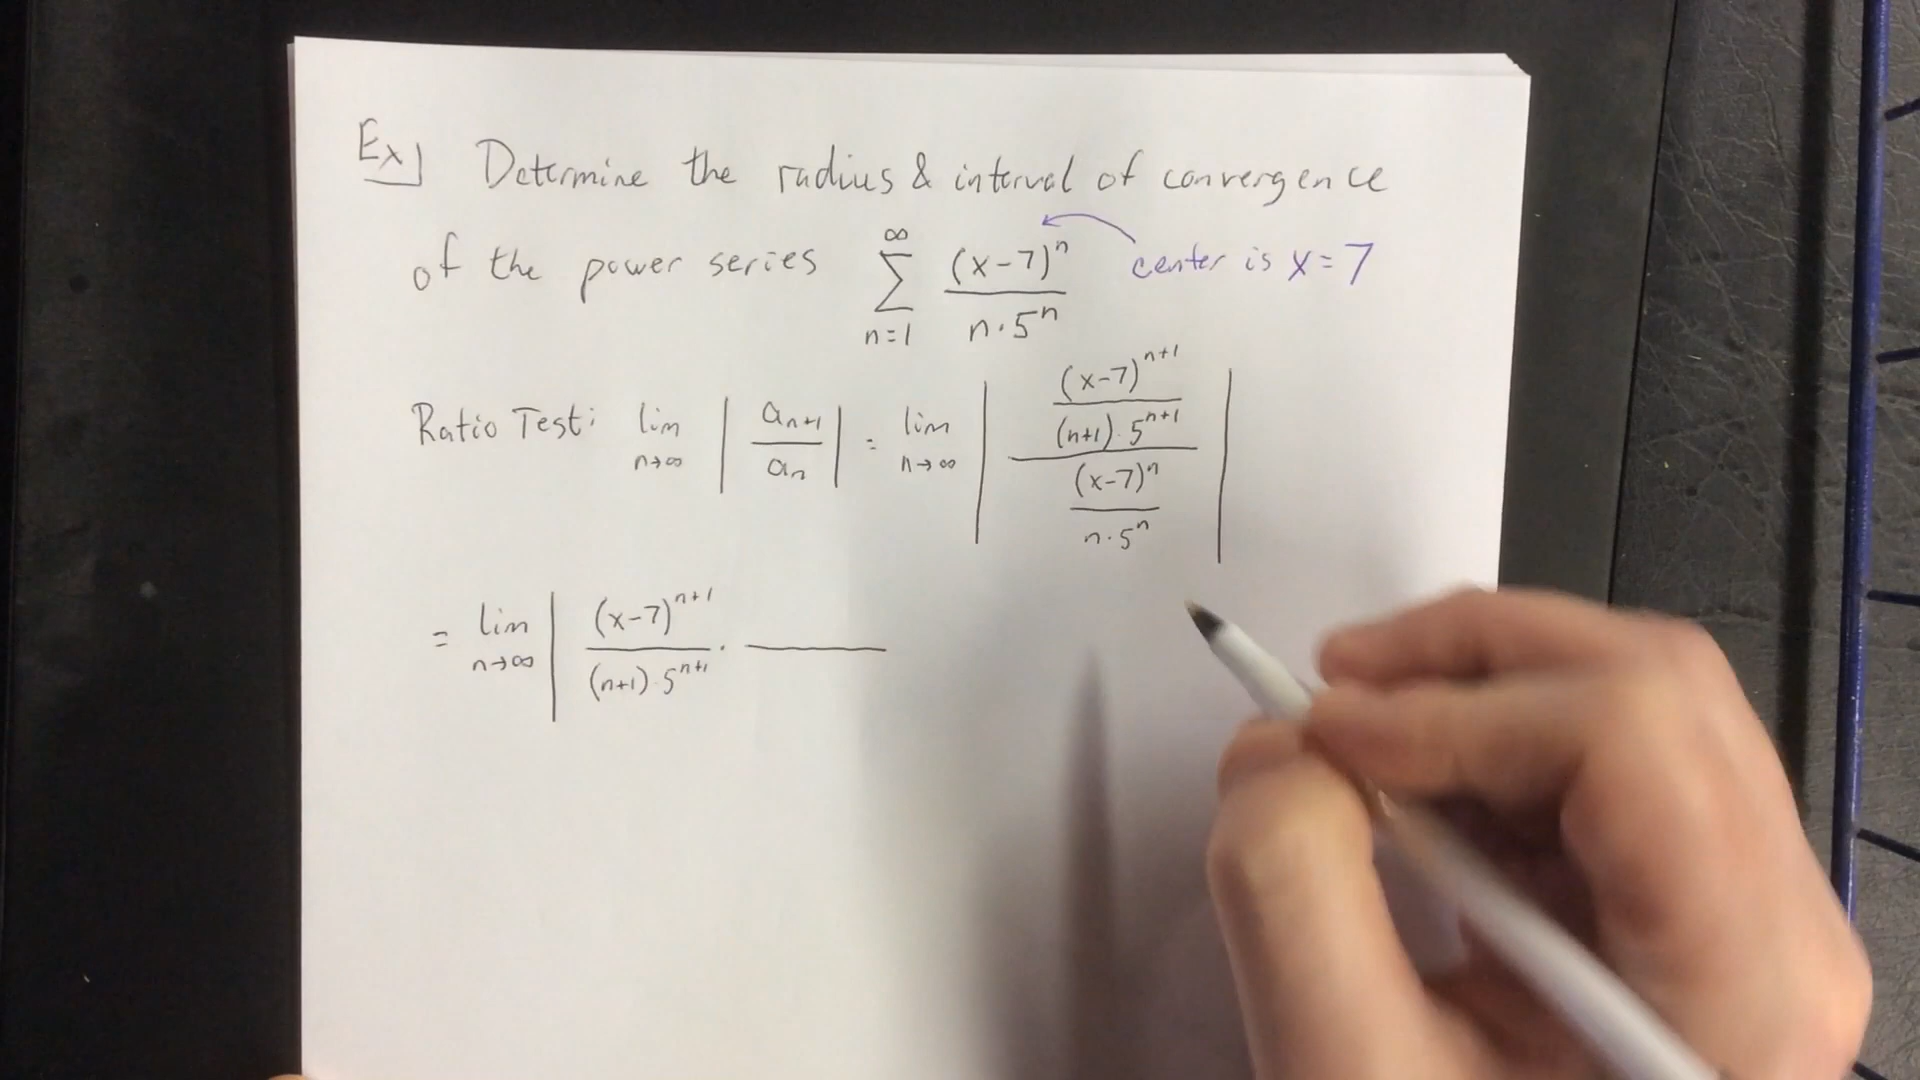 Ex] Determine the radius & interval of convergence
of the power series ∑_{n=1}^{∞} (x-7)^n / (n·5^n) center is x=7
Ratio Test: lim_{n→∞} | a_{n+1} / a_n | = lim_{n→∞} | ((x-7)^{n+1} / ((n+1)·5^{n+1})) / ((x-7)^n / (n·5^n)) |
= lim_{n→∞} | (x-7)^{n+1} / ((n+1)·5^{n+1}) ·